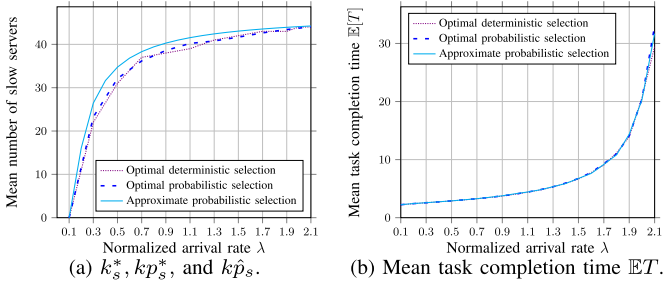 Mean number of slow servers
40
30
20
10
0
Optimal deterministic selection
Optimal probabilistic selection
Approximate probabilistic selection
0.1 0.3 0.5 0.7 0.9 1.1 1.3 1.5 1.7 1.9 2.1
Normalized arrival rate λ
(a) k*ₛ, kp*ₛ, and kp̂ₛ.
Mean task completion time 𝔼[T]
30
20
10
0
Optimal deterministic selection
Optimal probabilistic selection
Approximate probabilistic selection
0.1 0.3 0.5 0.7 0.9 1.1 1.3 1.5 1.7 1.9 2.1
Normalized arrival rate λ
(b) Mean task completion time 𝔼T.